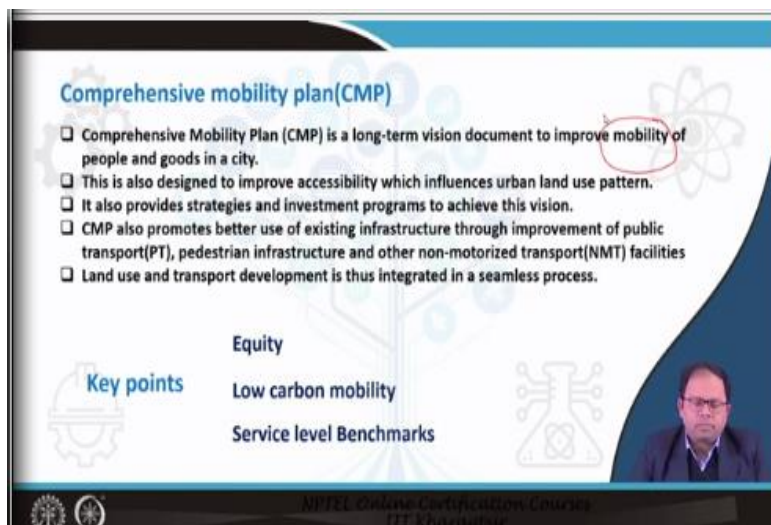 Comprehensive mobility plan(CMP)
❑ Comprehensive Mobility Plan (CMP) is a long-term vision document to improve mobility of
people and goods in a city.
❑ This is also designed to improve accessibility which influences urban land use pattern.
❑ It also provides strategies and investment programs to achieve this vision.
❑ CMP also promotes better use of existing infrastructure through improvement of public
transport(PT), pedestrian infrastructure and other non-motorized transport(NMT) facilities
❑ Land use and transport development is thus integrated in a seamless process.
Equity
Key points
Low carbon mobility
Service level Benchmarks
NPTEL Online Certification Courses
IIT Kharagpur